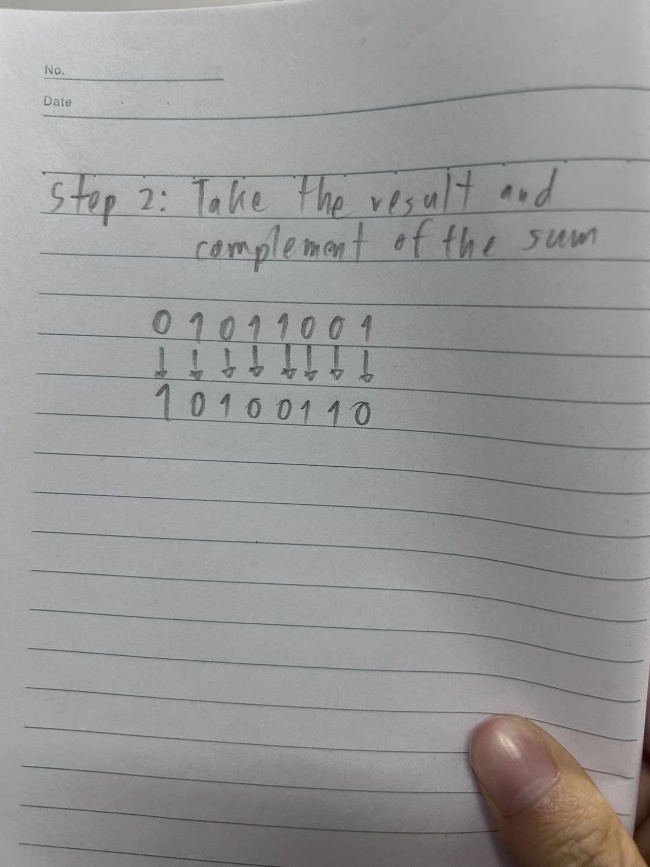 No.
Date
Step 2: Take the result and
complement of the sum
0 1 0 1 1 0 0 1
↓ ↓ ↓ ↓ ↓ ↓ ↓ ↓
1 0 1 0 0 1 1 0